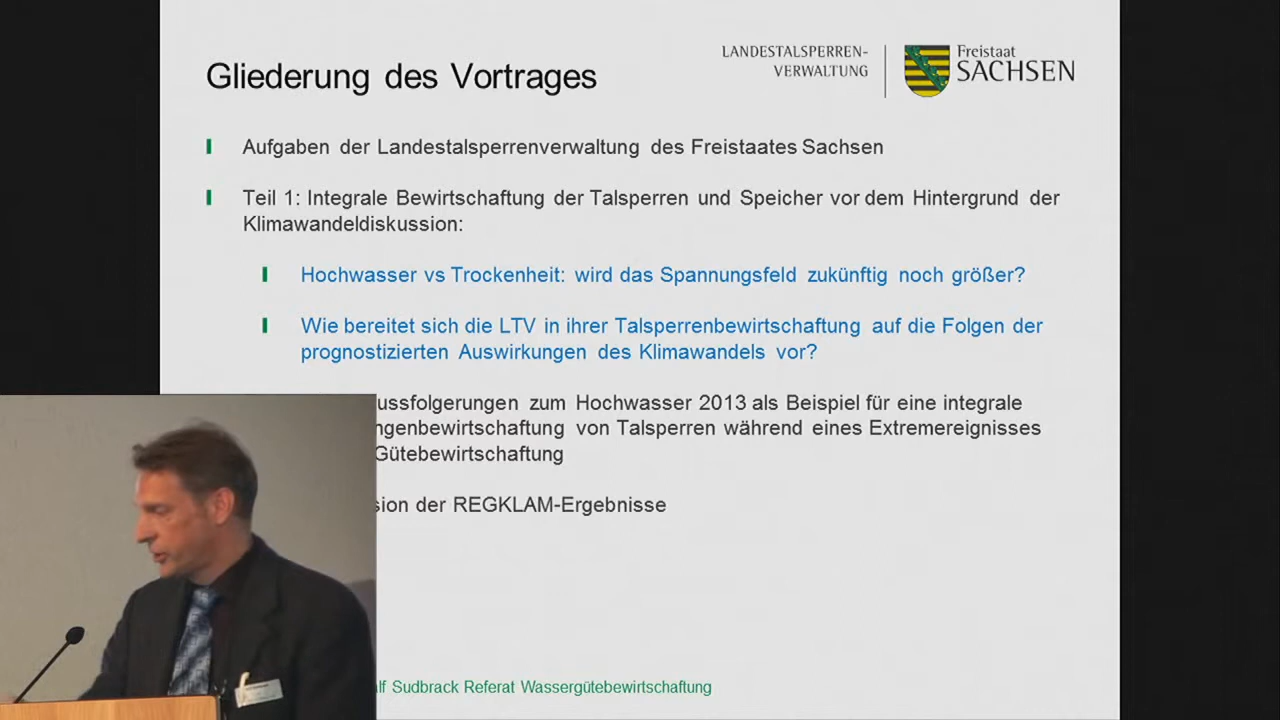 Gliederung des Vortrages
LANDESTALSPERREN-
VERWALTUNG
Freistaat
SACHSEN
Aufgaben der Landestalsperrenverwaltung des Freistaates Sachsen
Teil 1: Integrale Bewirtschaftung der Talsperren und Speicher vor dem Hintergrund der
Klimawandeldiskussion:
Hochwasser vs Trockenheit: wird das Spannungsfeld zukünftig noch größer?
Wie bereitet sich die LTV in ihrer Talsperrenbewirtschaftung auf die Folgen der
prognostizierten Auswirkungen des Klimawandels vor?
ussfolgerungen zum Hochwasser 2013 als Beispiel für eine integrale
ngenbewirtschaftung von Talsperren während eines Extremereignisses
Gütebewirtschaftung
sion der REGKLAM-Ergebnisse
lf Sudbrack Referat Wassergütebewirtschaftung